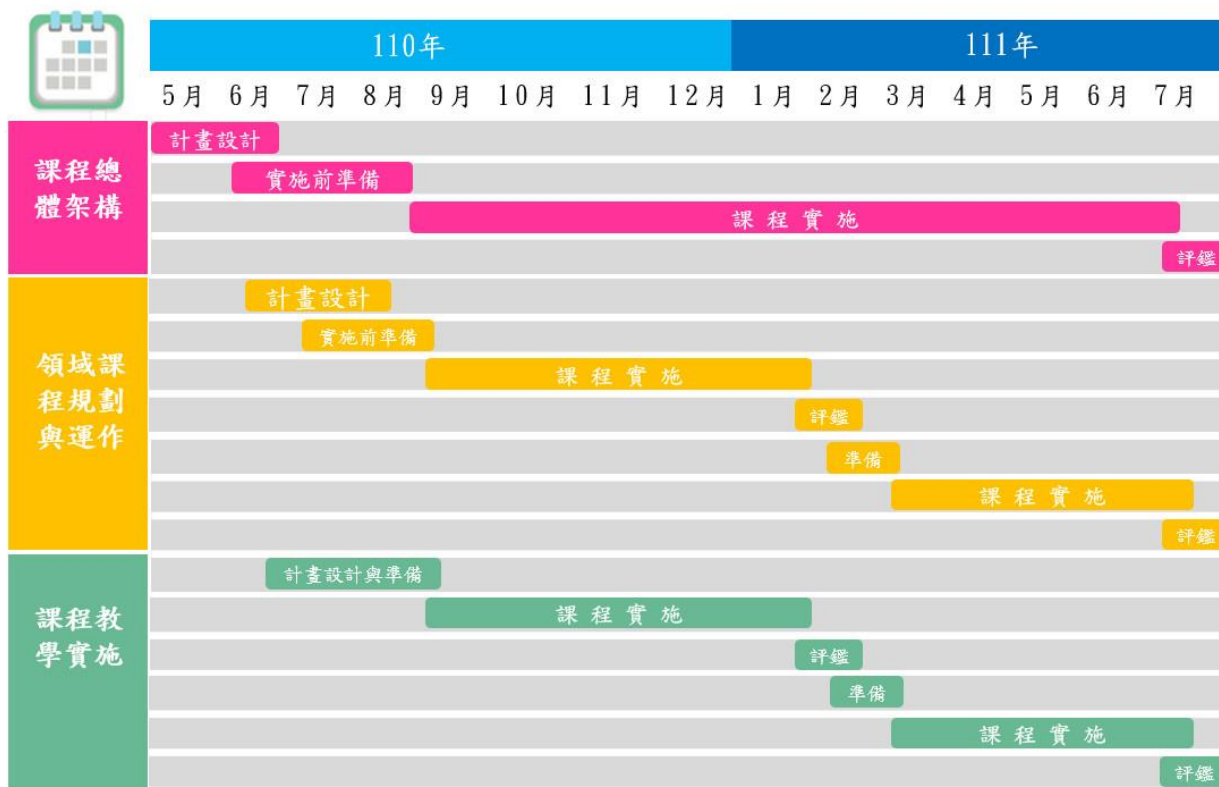 110年 111年
5月 6月 7月 8月 9月 10月 11月 12月 1月 2月 3月 4月 5月 6月 7月
課程總
體架構
計畫設計
實施前準備
課程實施
評鑑
領域課
程規劃
與運作
計畫設計
實施前準備
課程實施
評鑑
準備
課程實施
評鑑
課程教
學實施
計畫設計與準備
課程實施
評鑑
準備
課程實施
評鑑